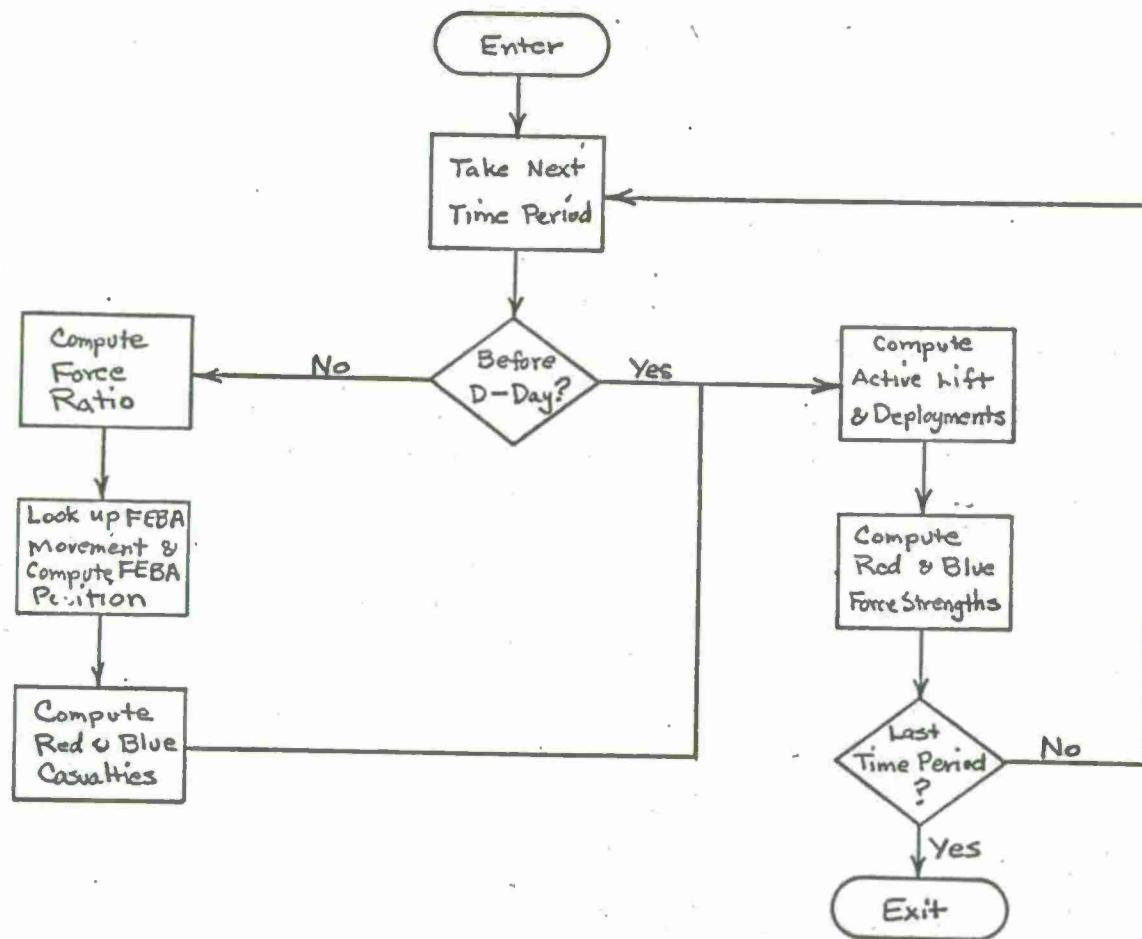 Enter
Take Next
Time Period
Before
D-Day?
No
Yes
Compute
Force
Ratio
Look up FEBA
Movement &
Compute FEBA
Position
Compute
Red & Blue
Casualties
Compute
Active Lift
& Deployments
Compute
Red & Blue
Force Strengths
Last
Time Period
?
No
Yes
Exit